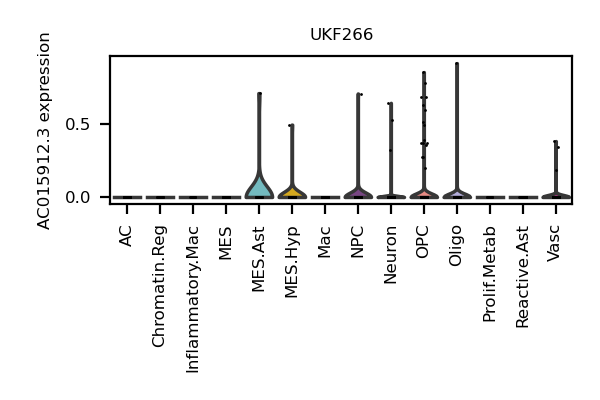 UKF266
AC015912.3 expression
0.5
0.0
AC
Chromatin.Reg
Inflammatory.Mac
MES
MES.Ast
MES.Hyp
Mac
NPC
Neuron
OPC
Oligo
Prolif.Metab
Reactive.Ast
Vasc